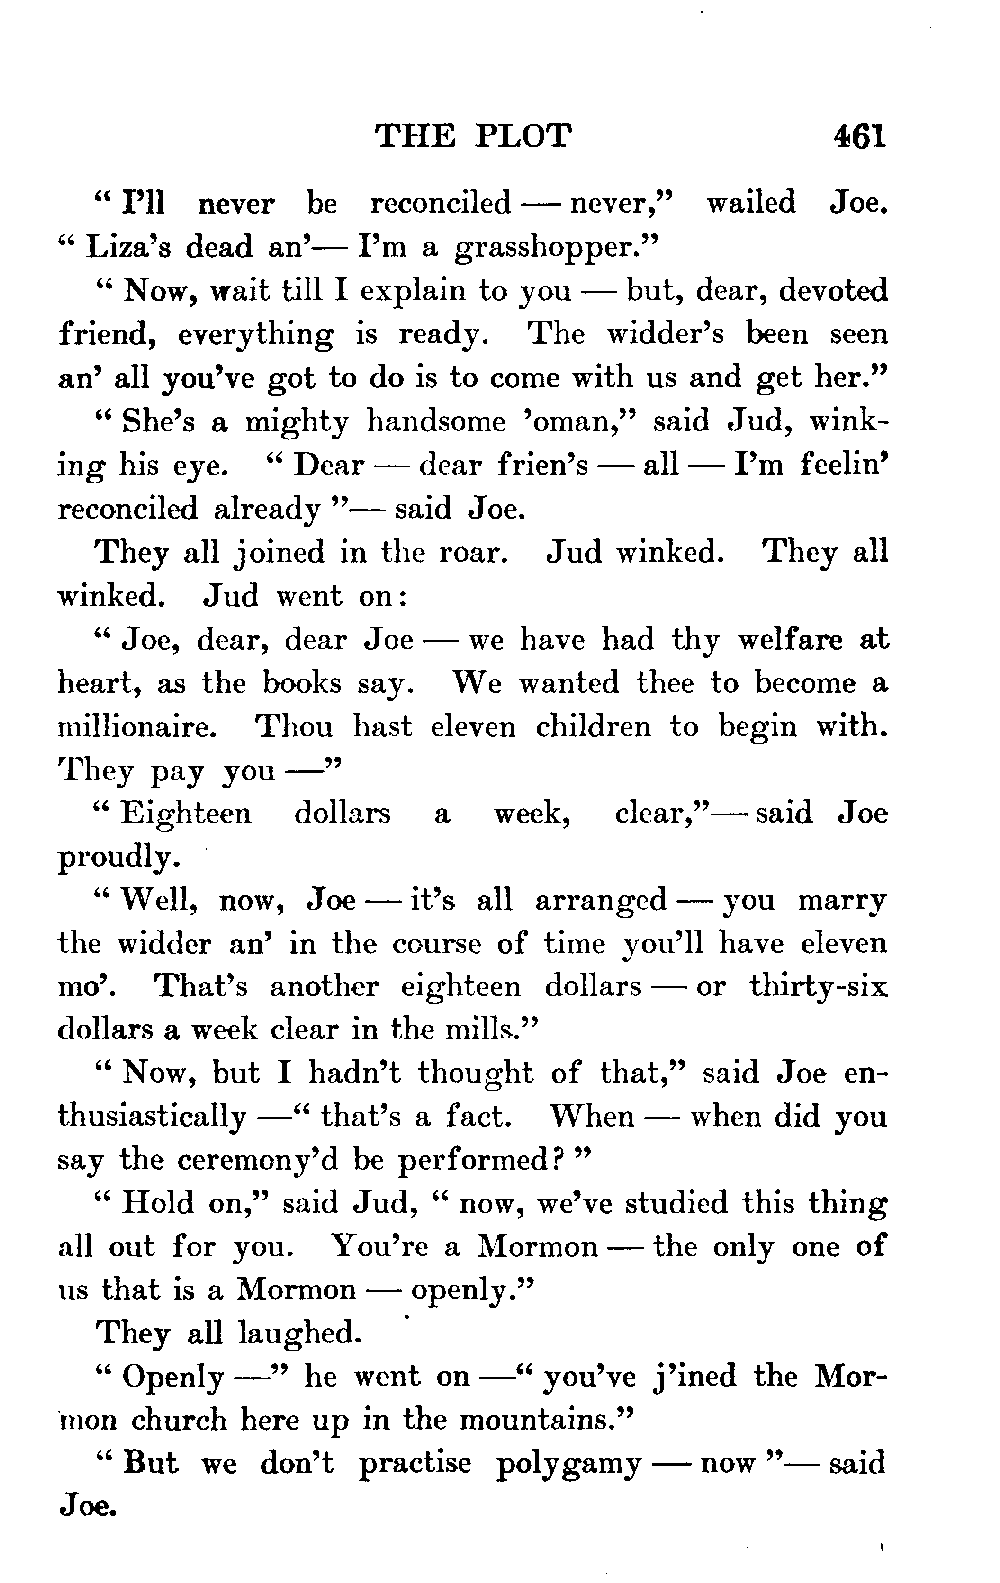 THE PLOT 461
" I'll never be reconciled — never," wailed Joe.
" Liza's dead an'— I'm a grasshopper."
" Now, wait till I explain to you — but, dear, devoted
friend, everything is ready. The widder's been seen
an' all you've got to do is to come with us and get her."
" She's a mighty handsome 'oman," said Jud, wink-
ing his eye. " Dear — dear frien's — all — I'm feelin'
reconciled already "— said Joe.
They all joined in the roar. Jud winked. They all
winked. Jud went on:
" Joe, dear, dear Joe — we have had thy welfare at
heart, as the books say. We wanted thee to become a
millionaire. Thou hast eleven children to begin with.
They pay you —"
" Eighteen dollars a week, clear,"— said Joe
proudly.
" Well, now, Joe — it's all arranged — you marry
the widder an' in the course of time you'll have eleven
mo'. That's another eighteen dollars — or thirty-six
dollars a week clear in the mills."
" Now, but I hadn't thought of that," said Joe en-
thusiastically —" that's a fact. When — when did you
say the ceremony'd be performed? "
" Hold on," said Jud, " now, we've studied this thing
all out for you. You're a Mormon — the only one of
us that is a Mormon — openly."
They all laughed.
" Openly —" he went on —" you've j'ined the Mor-
mon church here up in the mountains."
" But we don't practise polygamy — now "— said
Joe.